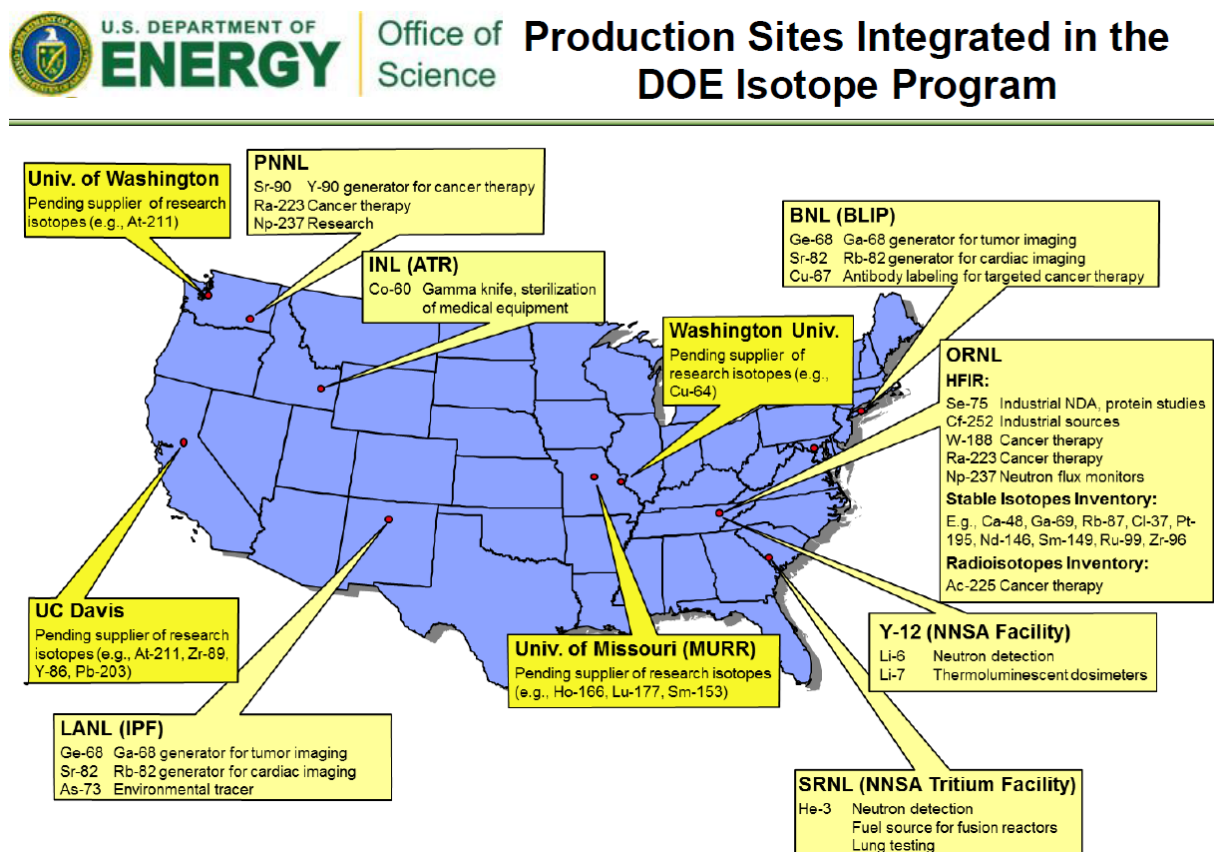 U.S. DEPARTMENT OF
ENERGY
Office of
Science
Production Sites Integrated in the
DOE Isotope Program
Univ. of Washington
Pending supplier of research
isotopes (e.g., At-211)
PNNL
Sr-90 Y-90 generator for cancer therapy
Ra-223 Cancer therapy
Np-237 Research
INL (ATR)
Co-60 Gamma knife, sterilization
of medical equipment
BNL (BLIP)
Ge-68 Ga-68 generator for tumor imaging
Sr-82 Rb-82 generator for cardiac imaging
Cu-67 Antibody labeling for targeted cancer therapy
Washington Univ.
Pending supplier of
research isotopes (e.g.,
Cu-64)
ORNL
HFIR:
Se-75 Industrial NDA, protein studies
Cf-252 Industrial sources
W-188 Cancer therapy
Ra-223 Cancer therapy
Np-237 Neutron flux monitors
Stable Isotopes Inventory:
E.g., Ca-48, Ga-69, Rb-87, Cl-37, Pt-
195, Nd-146, Sm-149, Ru-99, Zr-96
Radioisotopes Inventory:
Ac-225 Cancer therapy
UC Davis
Pending supplier of research
isotopes (e.g., At-211, Zr-89,
Y-86, Pb-203)
Univ. of Missouri (MURR)
Pending supplier of research isotopes
(e.g., Ho-166, Lu-177, Sm-153)
Y-12 (NNSA Facility)
Li-6 Neutron detection
Li-7 Thermoluminescent dosimeters
LANL (IPF)
Ge-68 Ga-68 generator for tumor imaging
Sr-82 Rb-82 generator for cardiac imaging
As-73 Environmental tracer
SRNL (NNSA Tritium Facility)
He-3 Neutron detection
Fuel source for fusion reactors
Lung testing